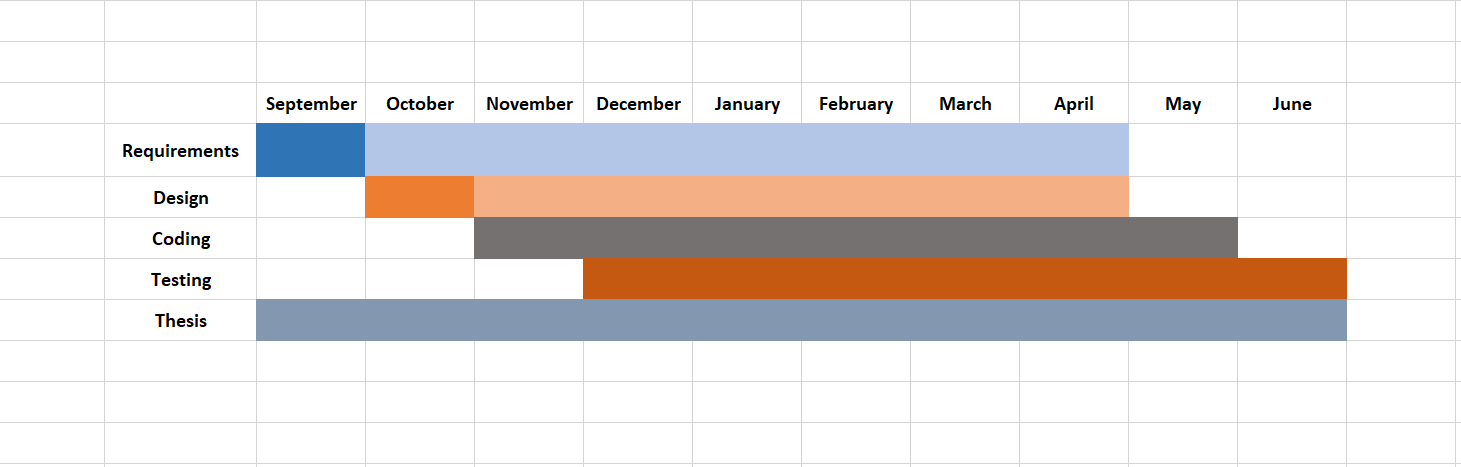 September October November December January February March April May June
Requirements
Design
Coding
Testing
Thesis